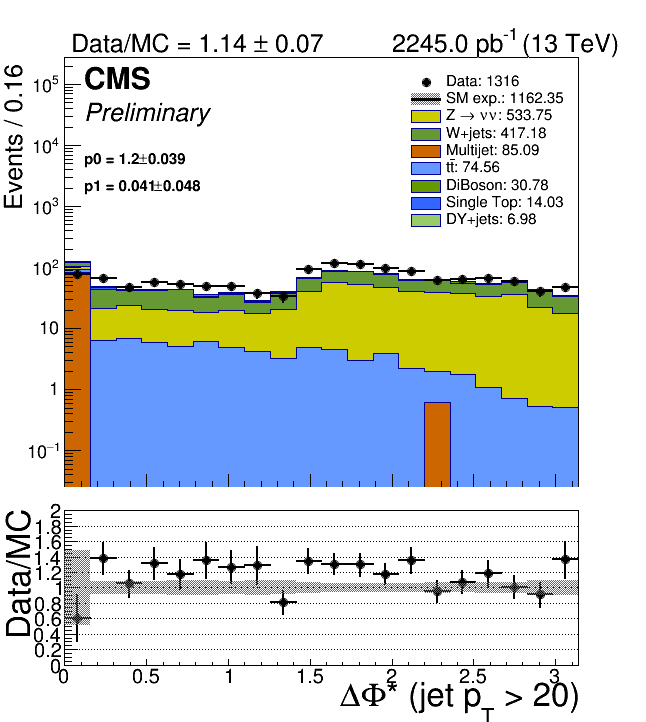 Data/MC = 1.14 ± 0.07 2245.0 pb⁻¹ (13 TeV)
CMS
Preliminary
p0 = 1.2±0.039
p1 = 0.041±0.048
Data: 1316
SM exp.: 1162.35
Z → νν: 533.75
W+jets: 417.18
Multijet: 85.09
tt̄: 74.56
DiBoson: 30.78
Single Top: 14.03
DY+jets: 6.98
Events / 0.16
10⁵
10⁴
10³
10²
10
1
10⁻¹
Data/MC
2
1.8
1.6
1.4
1.2
1
0.8
0.6
0.4
0.2
0
0 0.5 1 1.5 2 2.5 3
ΔΦ* (jet p_T > 20)